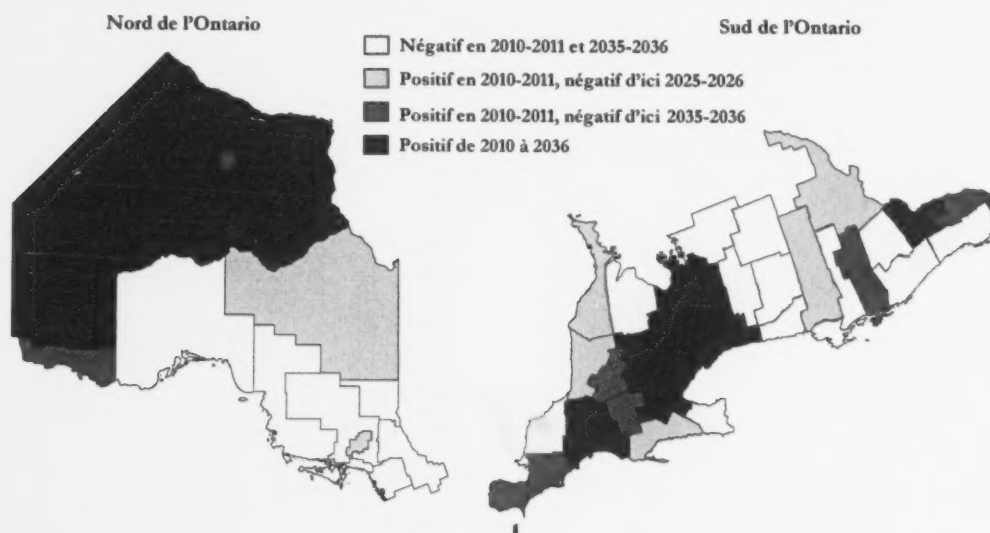 Nord de l'Ontario
Sud de l'Ontario
Négatif en 2010-2011 et 2035-2036
Positif en 2010-2011, négatif d'ici 2025-2026
Positif en 2010-2011, négatif d'ici 2035-2036
Positif de 2010 à 2036